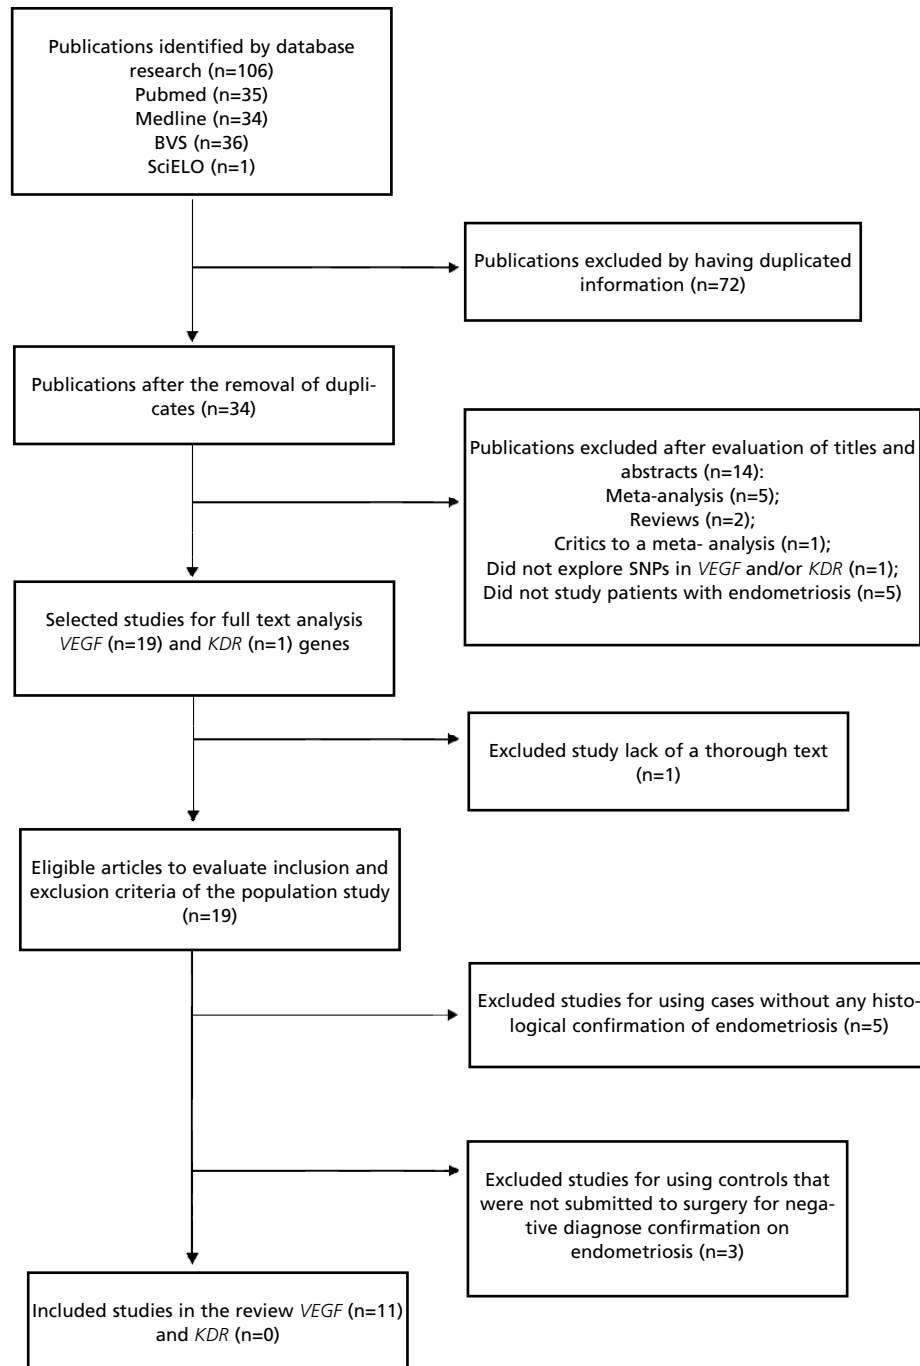 Publications identified by database
research (n=106)
Pubmed (n=35)
Medline (n=34)
BVS (n=36)
SciELO (n=1)
Publications excluded by having duplicated
information (n=72)
Publications after the removal of dupli-
cates (n=34)
Publications excluded after evaluation of titles and
abstracts (n=14):
Meta-analysis (n=5);
Reviews (n=2);
Critics to a meta- analysis (n=1);
Did not explore SNPs in VEGF and/or KDR (n=1);
Did not study patients with endometriosis (n=5)
Selected studies for full text analysis
VEGF (n=19) and KDR (n=1) genes
Excluded study lack of a thorough text
(n=1)
Eligible articles to evaluate inclusion and
exclusion criteria of the population study
(n=19)
Excluded studies for using cases without any histo-
logical confirmation of endometriosis (n=5)
Excluded studies for using controls that
were not submitted to surgery for nega-
tive diagnose confirmation on
endometriosis (n=3)
Included studies in the review VEGF (n=11)
and KDR (n=0)